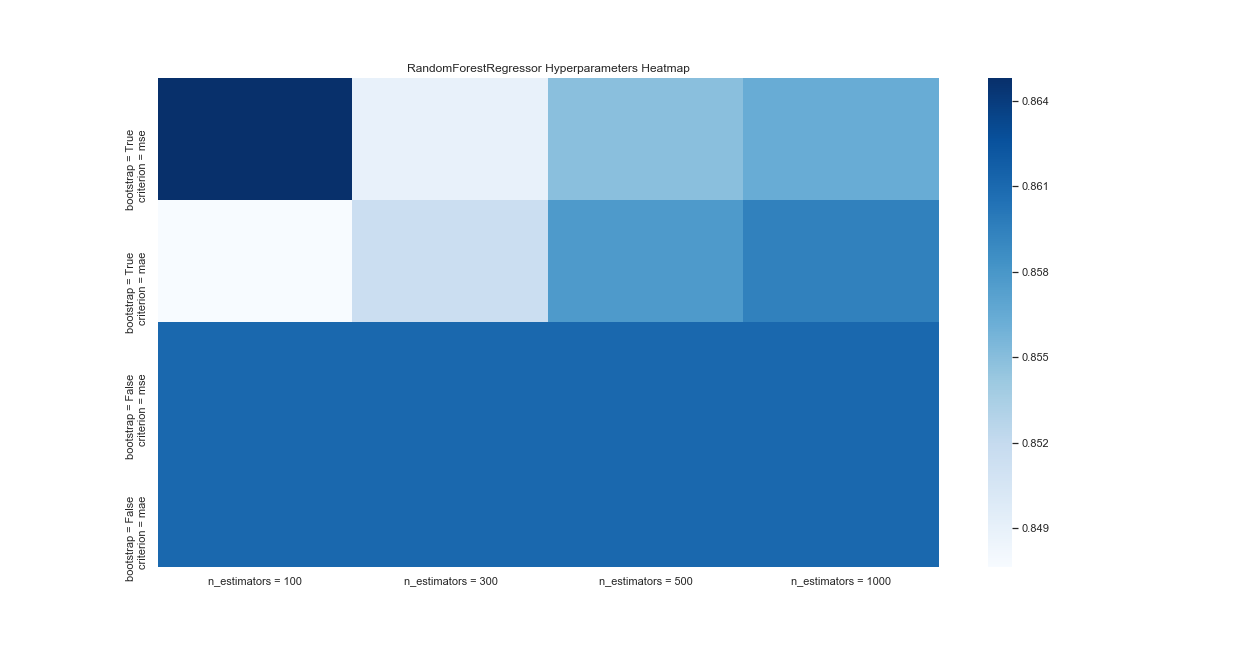 RandomForestRegressor Hyperparameters Heatmap
bootstrap = True
criterion = mse
bootstrap = True
criterion = mae
bootstrap = False
criterion = mse
bootstrap = False
criterion = mae
n_estimators = 100
n_estimators = 300
n_estimators = 500
n_estimators = 1000
0.864
0.861
0.858
0.855
0.852
0.849